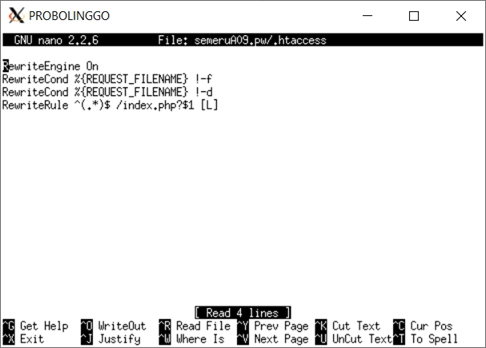 PROBOLINGGO
GNU nano 2.2.6 File: semeruA09.pw/.htaccess
RewriteEngine On
RewriteCond %{REQUEST_FILENAME} !-f
RewriteCond %{REQUEST_FILENAME} !-d
RewriteRule ^(.*)$ /index.php?$1 [L]
[ Read 4 lines ]
^G Get Help ^O WriteOut ^R Read File ^Y Prev Page ^K Cut Text ^C Cur Pos
^X Exit ^J Justify ^W Where Is ^V Next Page ^U UnCut Text ^T To Spell